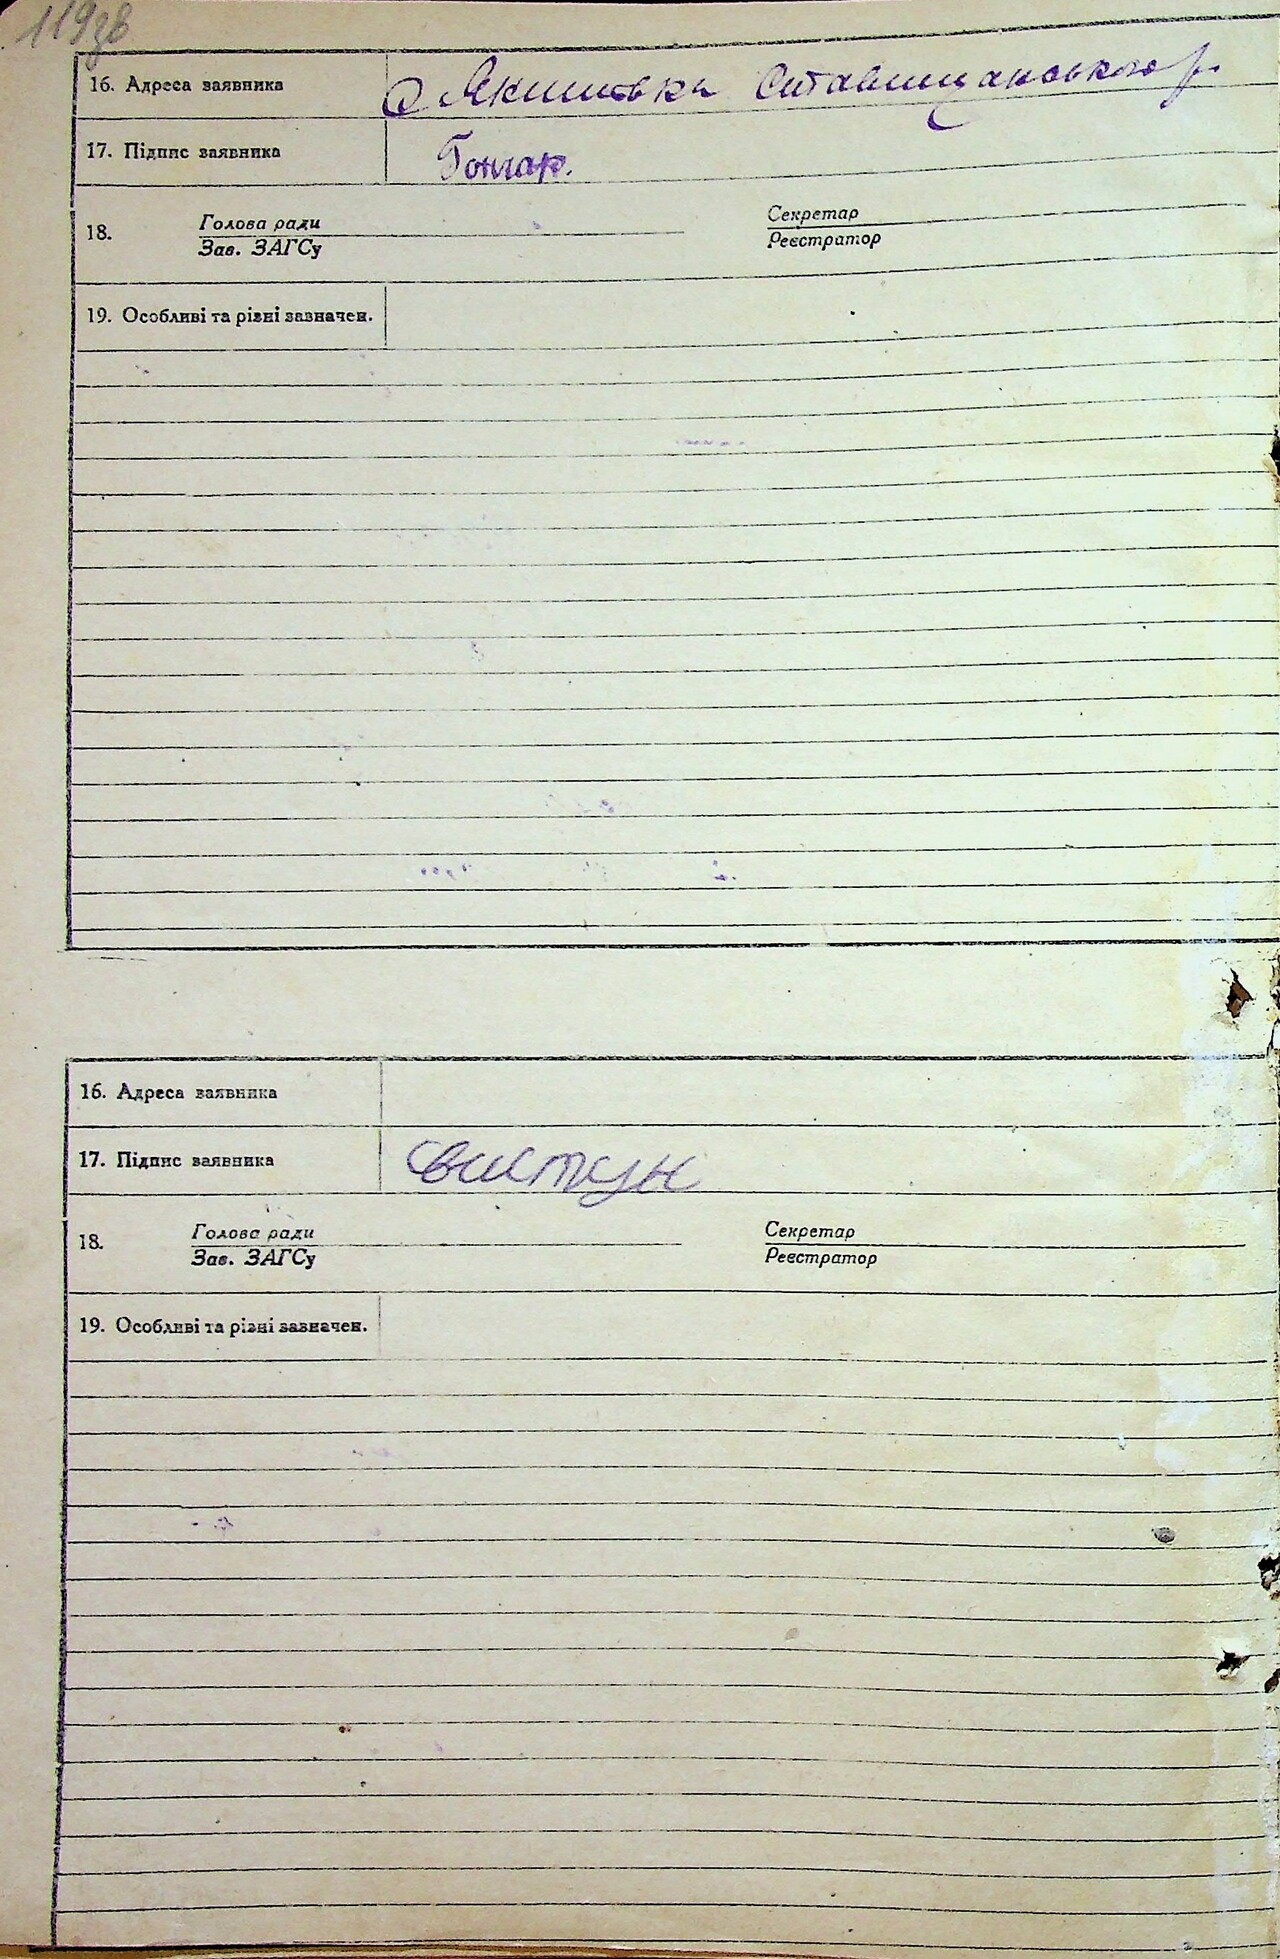 119зв
16. Адреса заявника с Якимівка Ставищанського р.
17. Підпис заявника Гончар.
18. Голова ради Секретар
Зав. ЗАГСу Реєстратор
19. Особливі та різні зазначен.
16. Адреса заявника
17. Підпис заявника Свистун
18. Голова ради Секретар
Зав. ЗАГСу Реєстратор
19. Особливі та різні зазначен.